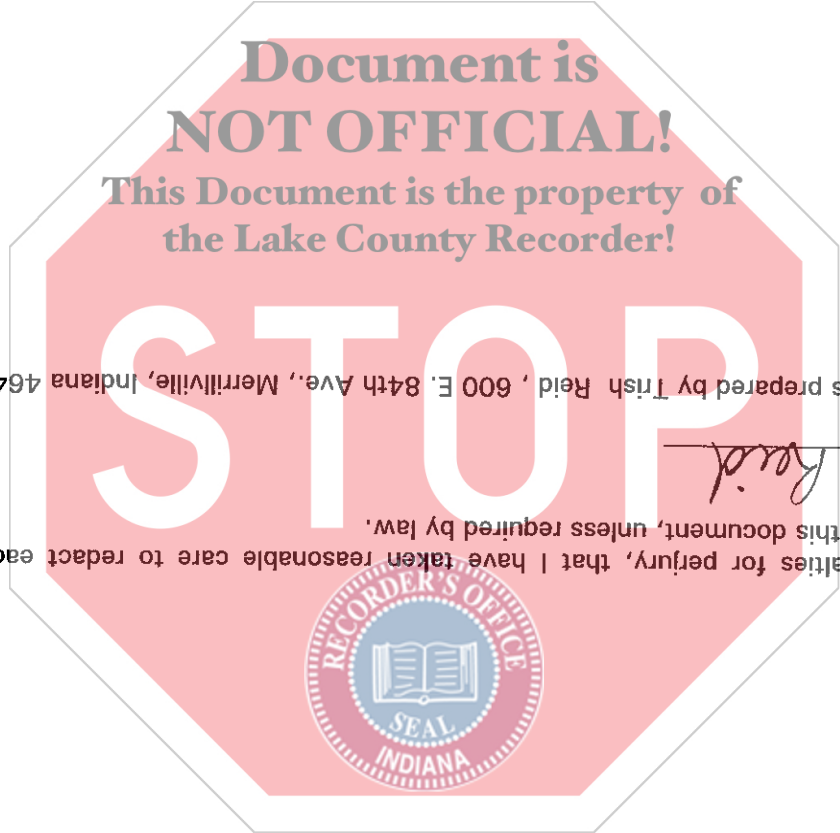 Document is
NOT OFFICIAL!
This Document is the property of
the Lake County Recorder!
STOP
RECORDER'S OFFICE
SEAL
INDIANA
alties for perjury, that I have taken reasonable care to redact eac
this document, unless required by law.
Reid
s prepared by Trish Reid , 600 E. 84th Ave., Merrillville, Indiana 464